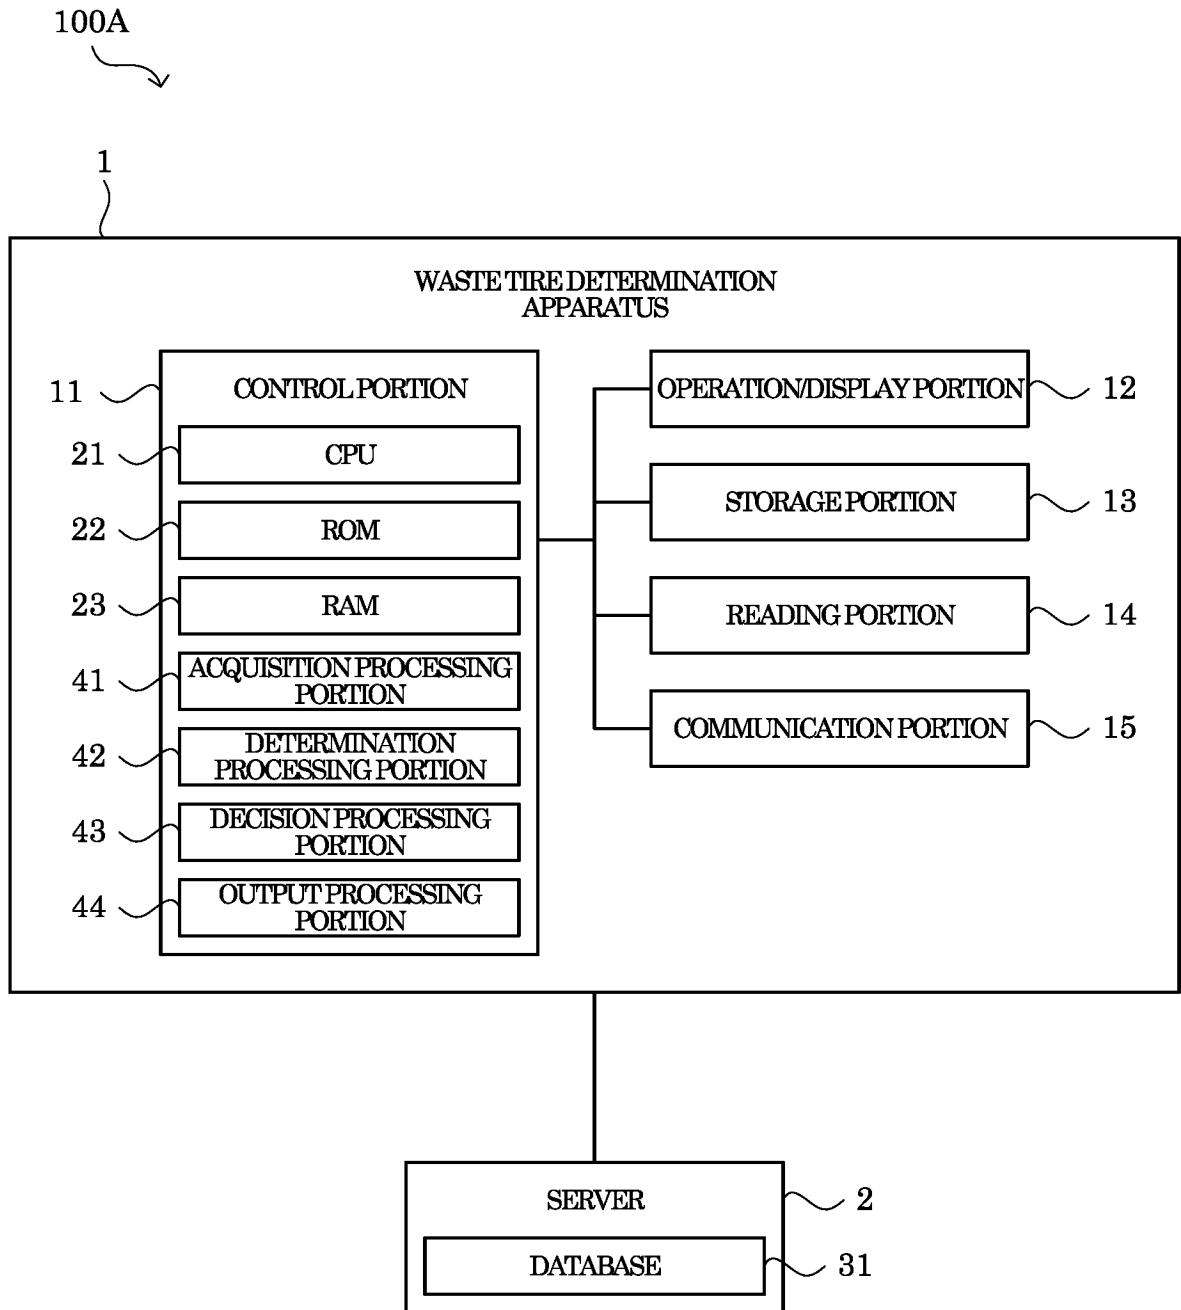 100A
1
WASTE TIRE DETERMINATION
APPARATUS
11
CONTROL PORTION
21
CPU
22
ROM
23
RAM
41
ACQUISITION PROCESSING
PORTION
42
DETERMINATION
PROCESSING PORTION
43
DECISION PROCESSING
PORTION
44
OUTPUT PROCESSING
PORTION
OPERATION/DISPLAY PORTION
12
STORAGE PORTION
13
READING PORTION
14
COMMUNICATION PORTION
15
SERVER
2
DATABASE
31